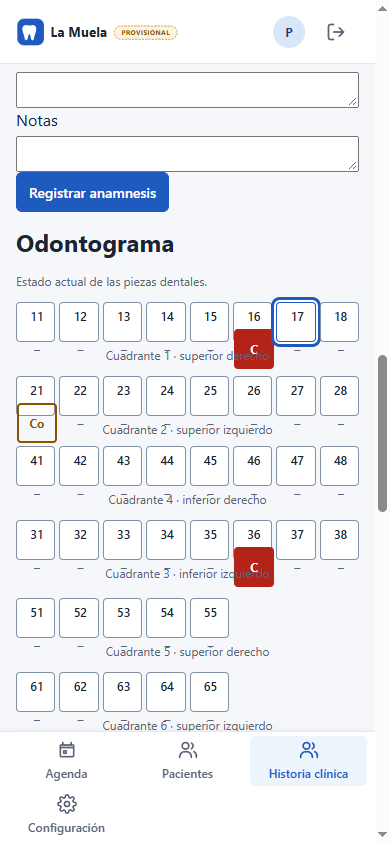 La Muela PROVISIONAL P
Notas
Registrar anamnesis
Odontograma
Estado actual de las piezas dentales.
11 12 13 14 15 16 17 18
– – – – – C – –
Cuadrante 1 · superior derecho
21 22 23 24 25 26 27 28
Co – – – – – – –
Cuadrante 2 · superior izquierdo
41 42 43 44 45 46 47 48
– – – – – – – –
Cuadrante 4 · inferior derecho
31 32 33 34 35 36 37 38
– – – – – C – –
Cuadrante 3 · inferior izquierdo
51 52 53 54 55
– – – – –
Cuadrante 5 · superior derecho
61 62 63 64 65
– – – – –
Cuadrante 6 · superior izquierdo
Agenda Pacientes Historia clínica
Configuración